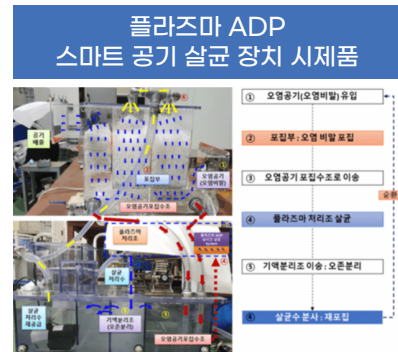 플라즈마 ADP
스마트 공기 살균 장치 시제품
공기
배출
포집부
오염공기
(오염비말)
오염공기포집수조
플라즈마
처리조
살균
처리수
재공급
기액분리조
(오존분리)
오염공기포집수조
① 오염공기(오염비말) 유입
② 포집부 : 오염 비말 포집
③ 오염공기 포집수조로 이송
④ 플라즈마 처리조 살균
⑤ 기액분리조 이송 : 오존분리
⑥ 살균수 분사 : 재포집
순환